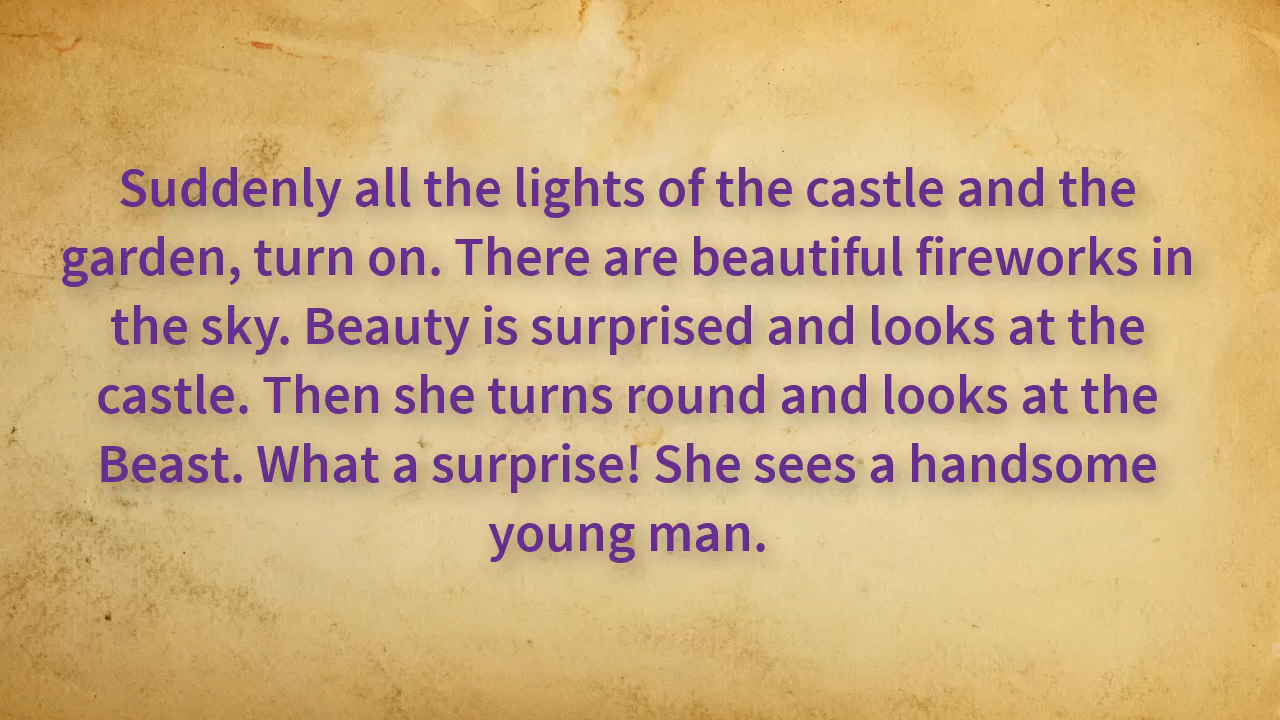 Suddenly all the lights of the castle and the
garden, turn on. There are beautiful fireworks in
the sky. Beauty is surprised and looks at the
castle. Then she turns round and looks at the
Beast. What a surprise! She sees a handsome
young man.